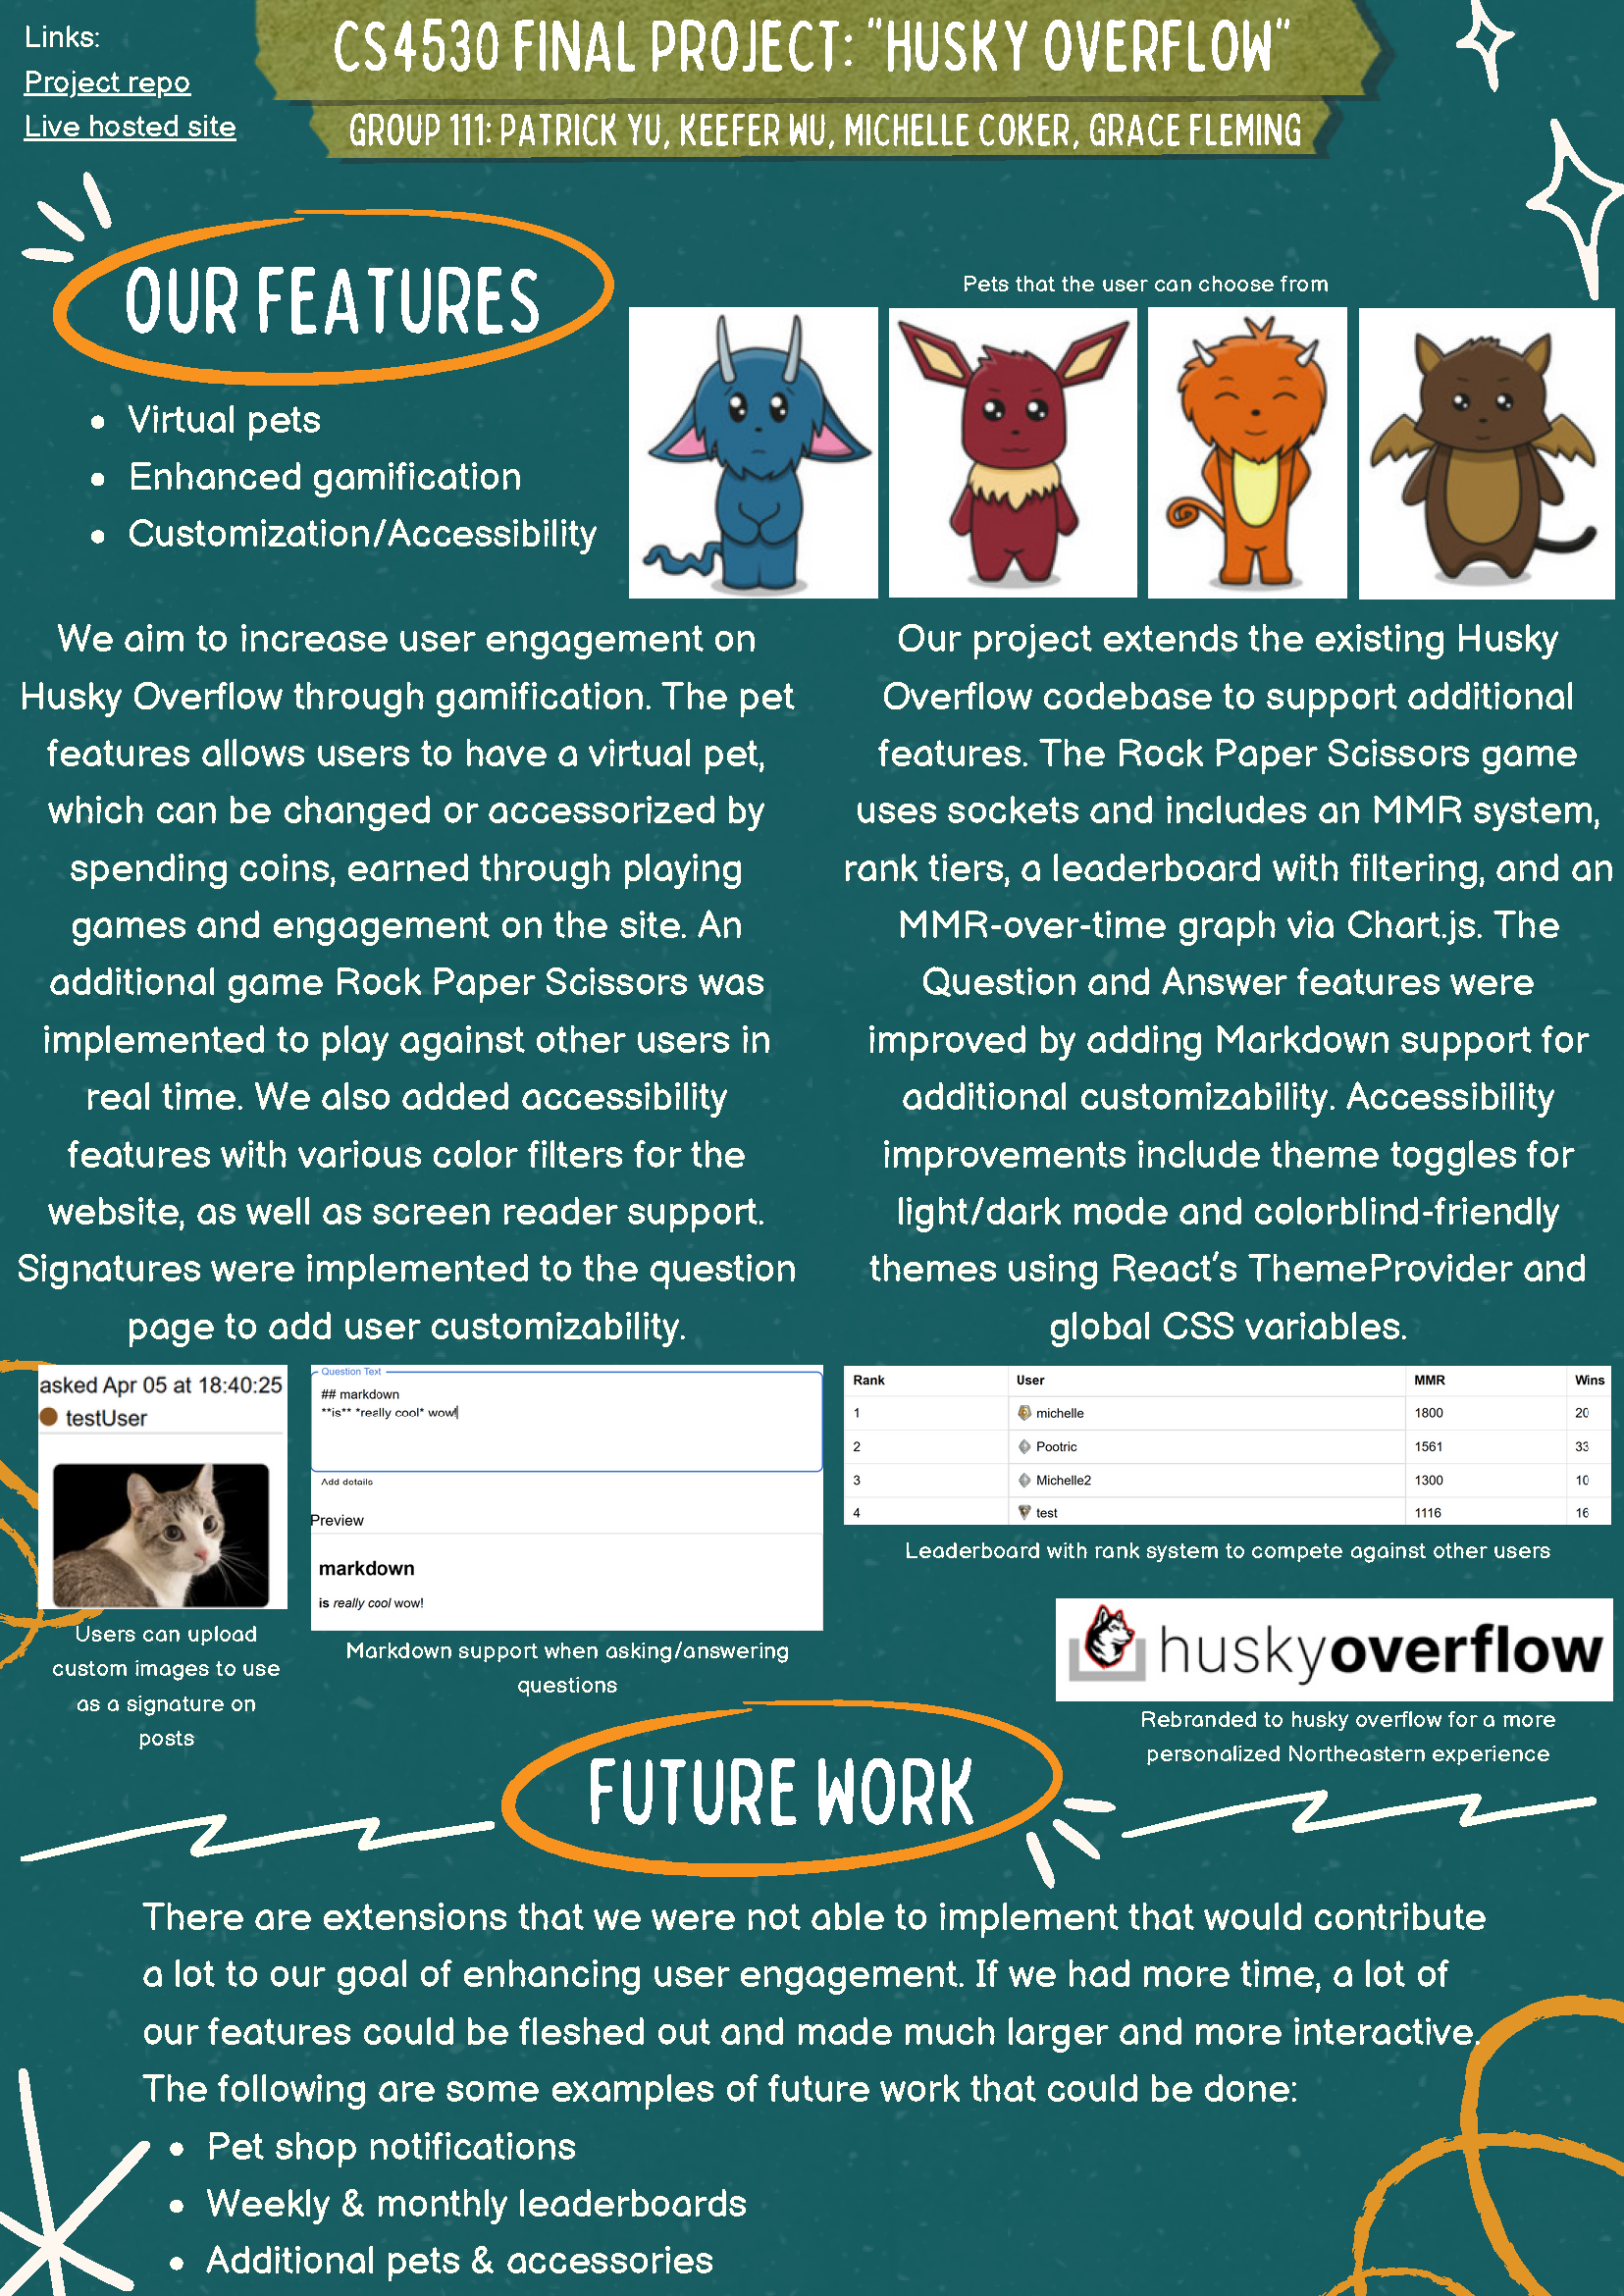 Links:
Project repo
Live hosted site
CS4530 FINAL PROJECT: "HUSKY OVERFLOW"
GROUP 111: PATRICK YU, KEEFER WU, MICHELLE COKER, GRACE FLEMING
OUR FEATURES
• Virtual pets
• Enhanced gamification
• Customization/Accessibility
Pets that the user can choose from
We aim to increase user engagement on
Husky Overflow through gamification. The pet
features allows users to have a virtual pet,
which can be changed or accessorized by
spending coins, earned through playing
games and engagement on the site. An
additional game Rock Paper Scissors was
implemented to play against other users in
real time. We also added accessibility
features with various color filters for the
website, as well as screen reader support.
Signatures were implemented to the question
page to add user customizability.
Our project extends the existing Husky
Overflow codebase to support additional
features. The Rock Paper Scissors game
uses sockets and includes an MMR system,
rank tiers, a leaderboard with filtering, and an
MMR-over-time graph via Chart.js. The
Question and Answer features were
improved by adding Markdown support for
additional customizability. Accessibility
improvements include theme toggles for
light/dark mode and colorblind-friendly
themes using React's ThemeProvider and
global CSS variables.
asked Apr 05 at 18:40:25
testUser
Users can upload
custom images to use
as a signature on
posts
Question Text
## markdown
**is** *really cool* wow!
Add details
Preview
markdown
is really cool wow!
Markdown support when asking/answering
questions
Rank User MMR Wins
1 michelle 1800 20
2 Pootric 1561 33
3 Michelle2 1300 10
4 test 1116 16
Leaderboard with rank system to compete against other users
huskyoverflow
Rebranded to husky overflow for a more
personalized Northeastern experience
FUTURE WORK
There are extensions that we were not able to implement that would contribute
a lot to our goal of enhancing user engagement. If we had more time, a lot of
our features could be fleshed out and made much larger and more interactive.
The following are some examples of future work that could be done:
• Pet shop notifications
• Weekly & monthly leaderboards
• Additional pets & accessories